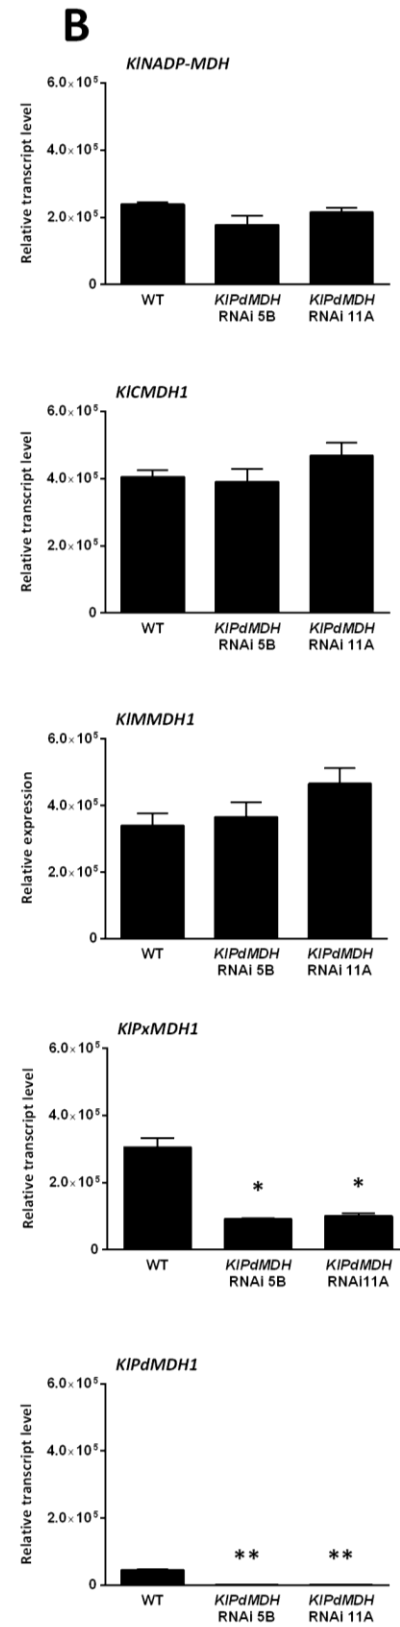 B
KlNADP-MDH
Relative transcript level
6.0×10⁵
4.0×10⁵
2.0×10⁵
0
WT
KlPdMDH
RNAi 5B
KlPdMDH
RNAi 11A
KlCMDH1
Relative transcript level
6.0×10⁵
4.0×10⁵
2.0×10⁵
0
WT
KlPdMDH
RNAi 5B
KlPdMDH
RNAi 11A
KlMMDH1
Relative expression
6.0×10⁵
4.0×10⁵
2.0×10⁵
0
WT
KlPdMDH
RNAi 5B
KlPdMDH
RNAi 11A
KlPxMDH1
Relative transcript level
6.0×10⁵
4.0×10⁵
2.0×10⁵
0
*
*
WT
KlPdMDH
RNAi 5B
KlPdMDH
RNAi11A
KlPdMDH1
Relative transcript level
6.0×10⁵
4.0×10⁵
2.0×10⁵
0
**
**
WT
KlPdMDH
RNAi 5B
KlPdMDH
RNAi 11A